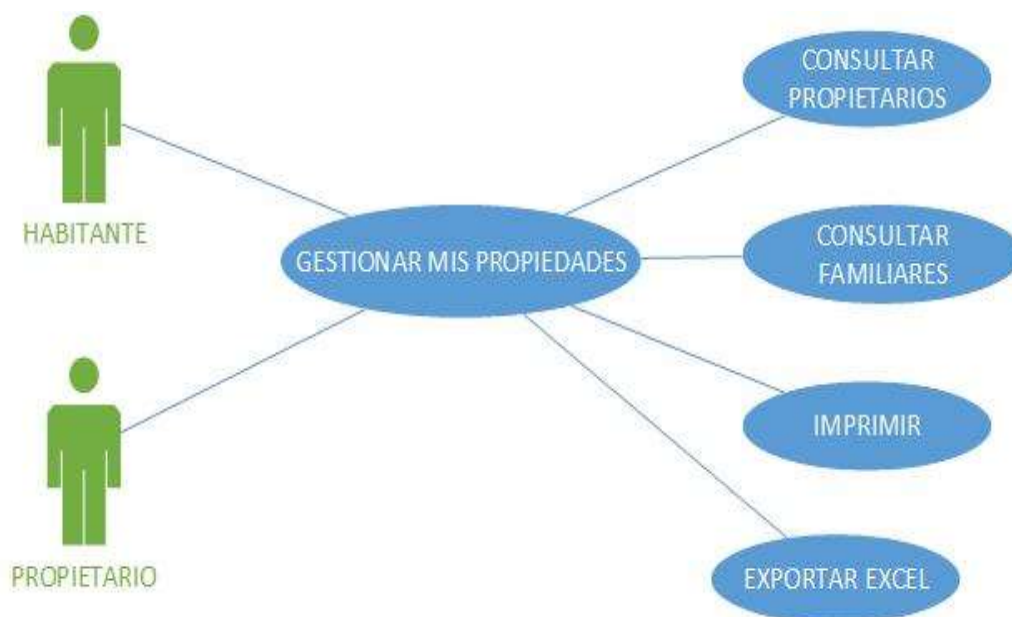 CONSULTAR
PROPIETARIOS
HABITANTE
GESTIONAR MIS PROPIEDADES
CONSULTAR
FAMILIARES
IMPRIMIR
PROPIETARIO
EXPORTAR EXCEL